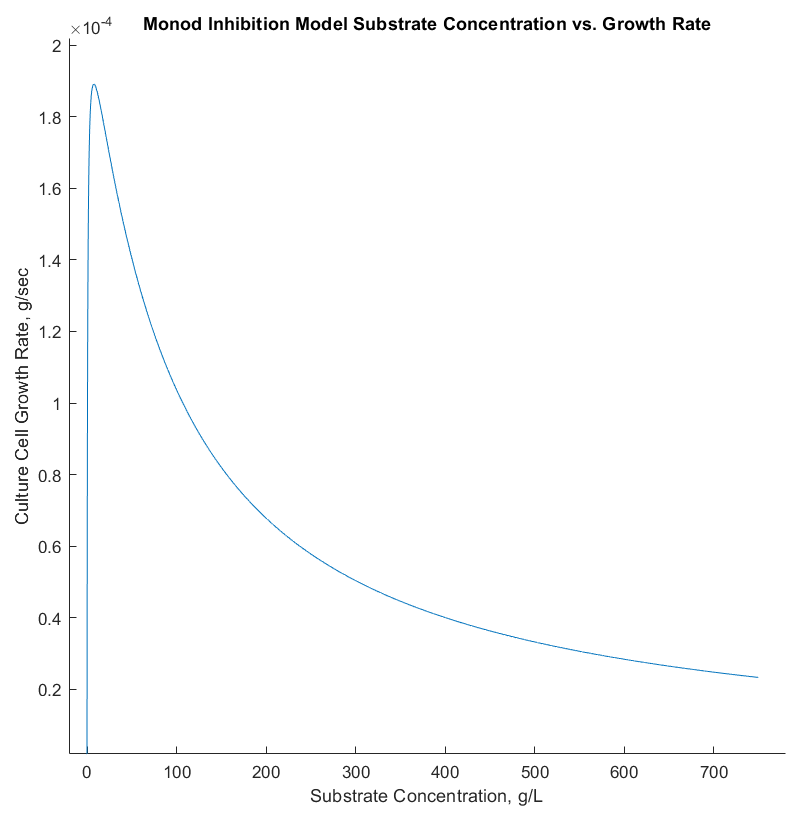 ×10-4
Monod Inhibition Model Substrate Concentration vs. Growth Rate
2
1.8
1.6
1.4
1.2
1
0.8
0.6
0.4
0.2
Culture Cell Growth Rate, g/sec
0 100 200 300 400 500 600 700
Substrate Concentration, g/L